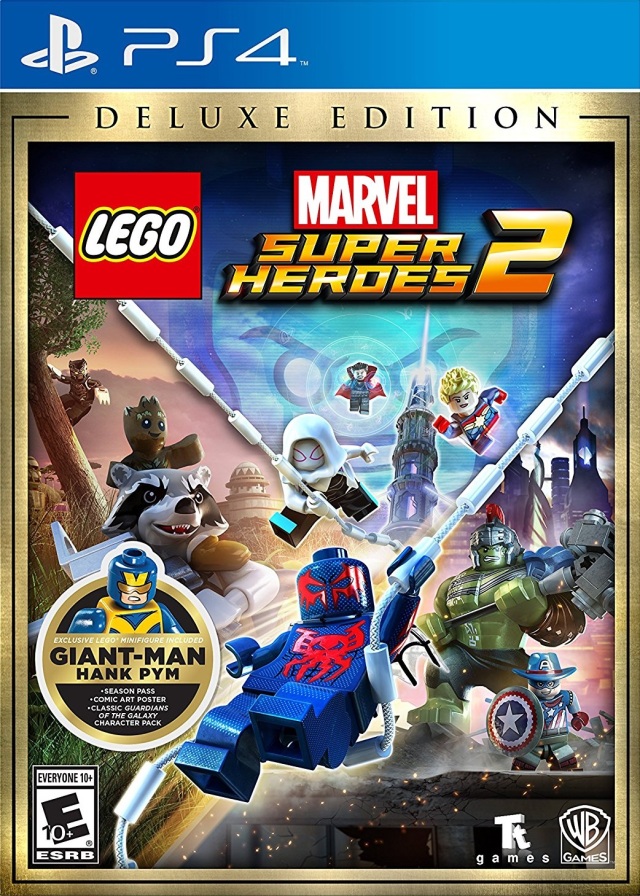 PS4
DELUXE EDITION
LEGO
MARVEL
SUPER
HEROES 2
EXCLUSIVE LEGO® MINIFIGURE INCLUDED
GIANT-MAN
HANK PYM
•SEASON PASS
•COMIC ART POSTER
•CLASSIC GUARDIANS
OF THE GALAXY
CHARACTER PACK
EVERYONE 10+
E
10+
ESRB
Tt
games
WB
GAMES